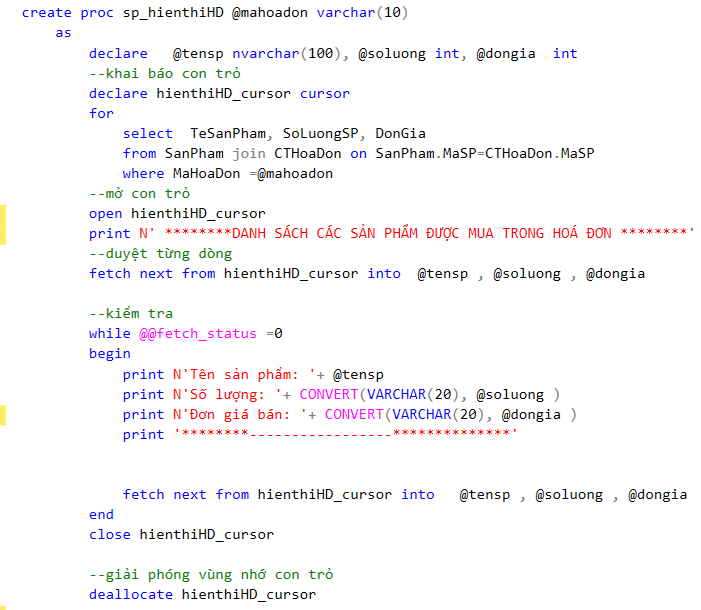 create proc sp_hienthiHD @mahoadon varchar(10)
as
declare @tensp nvarchar(100), @soluong int, @dongia int
--khai báo con trỏ
declare hienthiHD_cursor cursor
for
select TeSanPham, SoLuongSP, DonGia
from SanPham join CTHoaDon on SanPham.MaSP=CTHoaDon.MaSP
where MaHoaDon =@mahoadon
--mở con trỏ
open hienthiHD_cursor
print N' ********DANH SÁCH CÁC SẢN PHẨM ĐƯỢC MUA TRONG HOÁ ĐƠN ********'
--duyệt từng dòng
fetch next from hienthiHD_cursor into @tensp , @soluong , @dongia
--kiểm tra
while @@fetch_status =0
begin
print N'Tên sản phẩm: '+ @tensp
print N'Số lượng: '+ CONVERT(VARCHAR(20), @soluong )
print N'Đơn giá bán: '+ CONVERT(VARCHAR(20), @dongia )
print '********-----------------**************'
fetch next from hienthiHD_cursor into @tensp , @soluong , @dongia
end
close hienthiHD_cursor
--giải phóng vùng nhớ con trỏ
deallocate hienthiHD_cursor